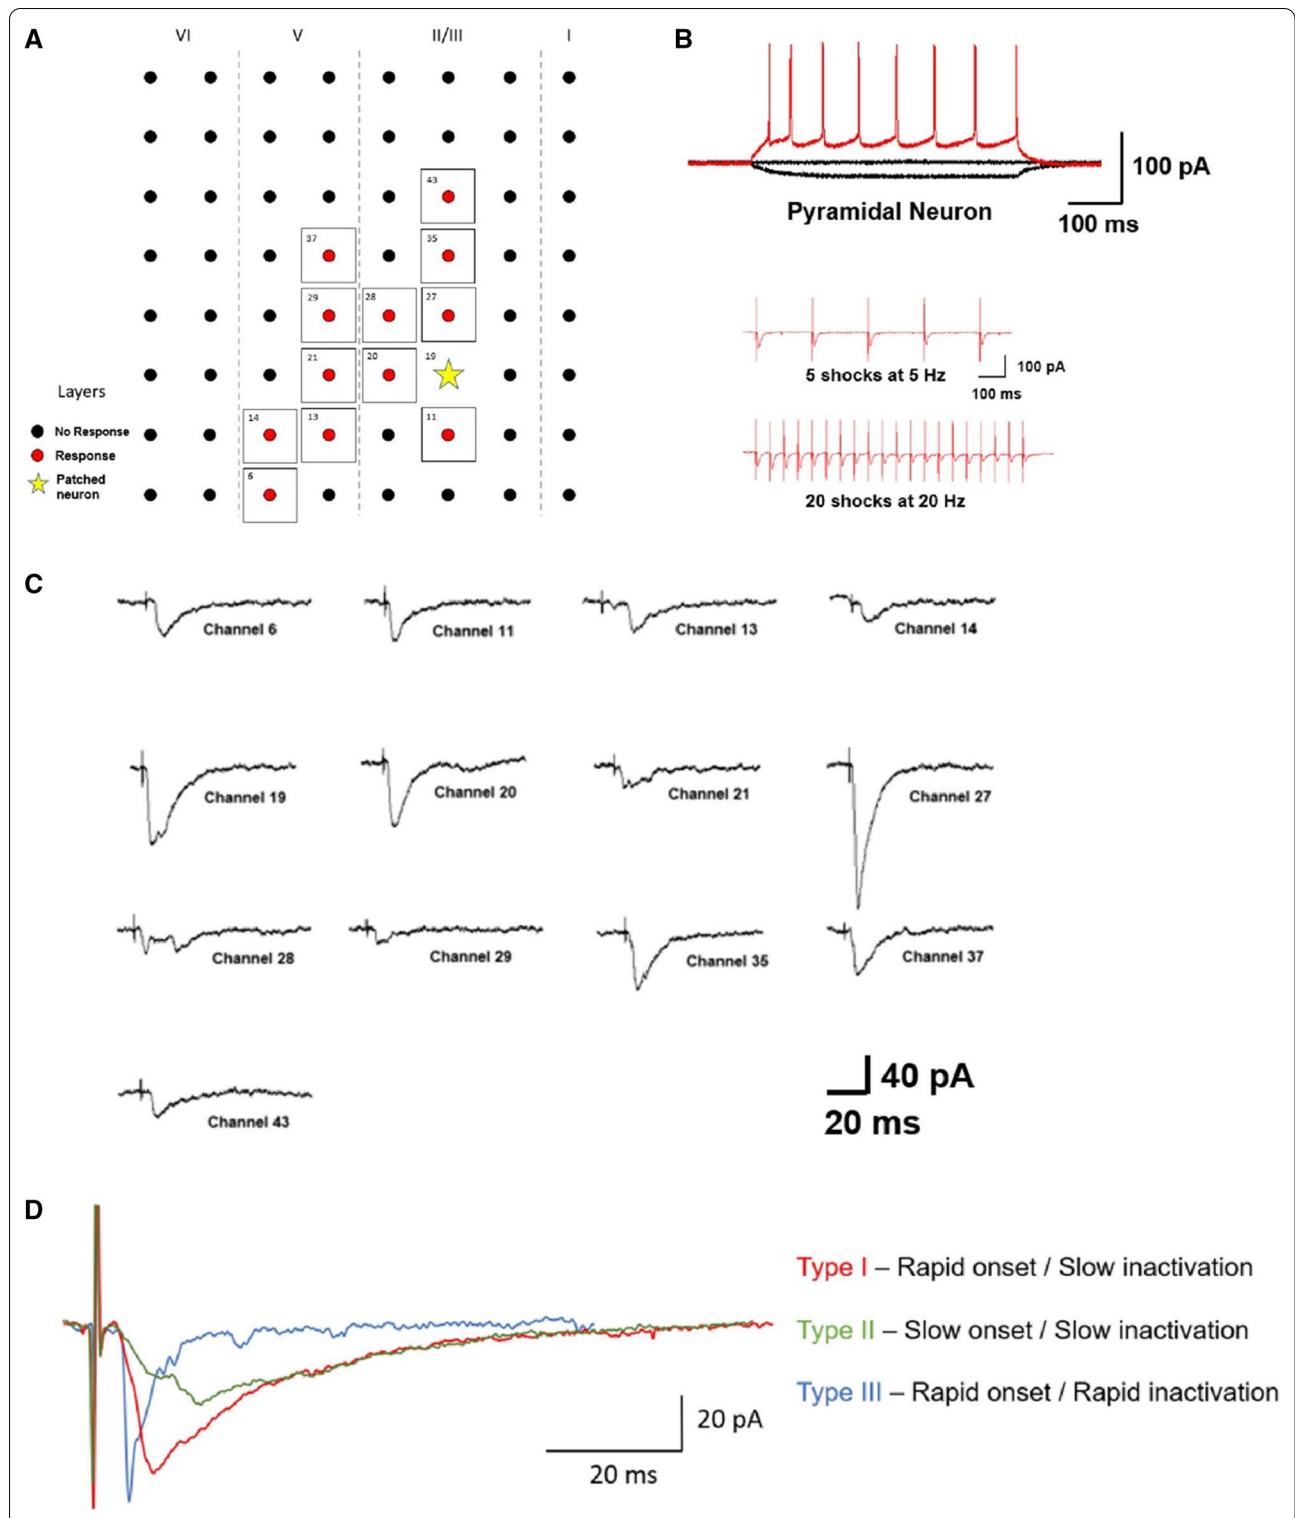 A
VI V II/III I
43
37 35
29 28 27
21 20 19
14 13 11
6
Layers
No Response
Response
Patched
neuron
B
100 pA
100 ms
Pyramidal Neuron
5 shocks at 5 Hz
100 pA
100 ms
20 shocks at 20 Hz
C
Channel 6
Channel 11
Channel 13
Channel 14
Channel 19
Channel 20
Channel 21
Channel 27
Channel 28
Channel 29
Channel 35
Channel 37
Channel 43
40 pA
20 ms
D
Type I – Rapid onset / Slow inactivation
Type II – Slow onset / Slow inactivation
Type III – Rapid onset / Rapid inactivation
20 pA
20 ms